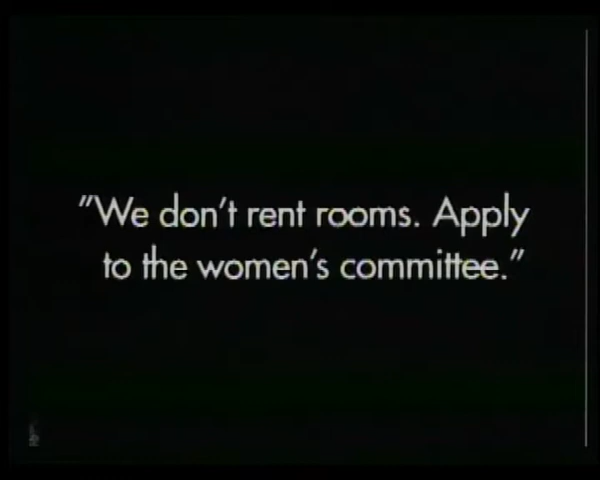 "We don't rent rooms. Apply
to the women's committee."